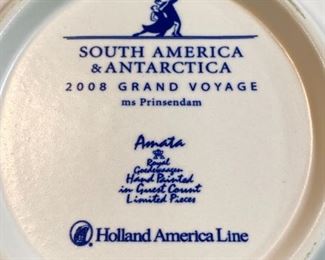 SOUTH AMERICA
& ANTARCTICA
2008 GRAND VOYAGE
ms Prinsendam
Amata
Royal
Goedewaagen
Hand Painted
in Guest Count
Limited Pieces
Holland America Line